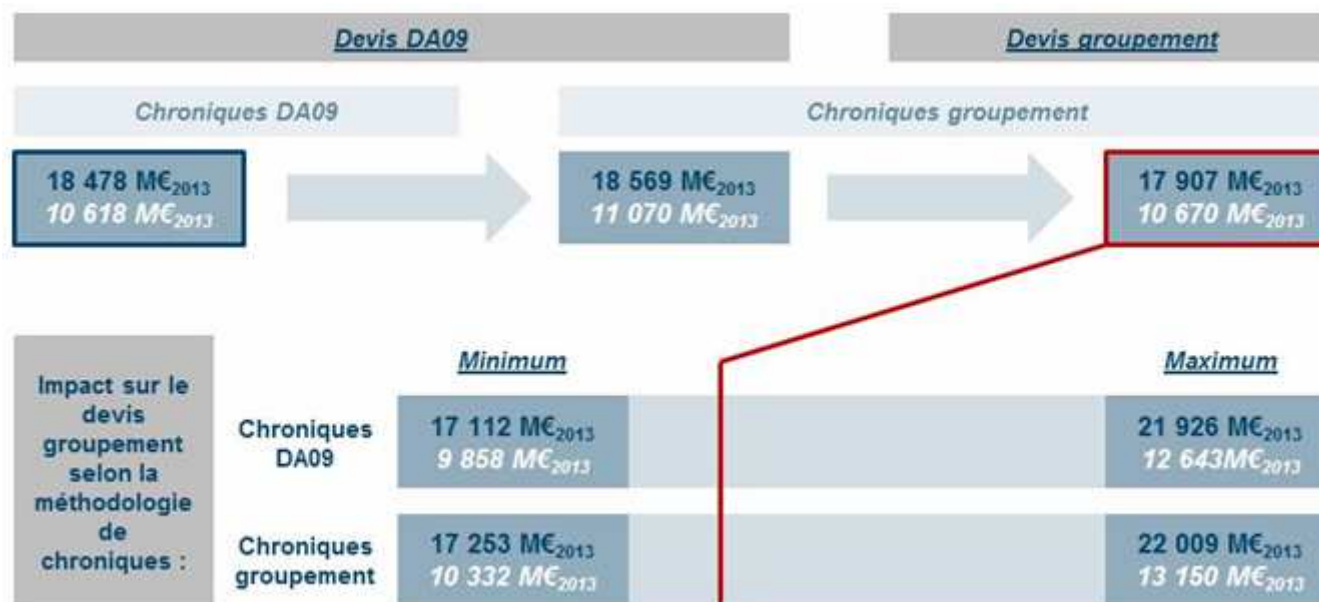 Devis DA09
Devis groupement
Chroniques DA09
Chroniques groupement
18 478 M€2013
10 618 M€2013
18 569 M€2013
11 070 M€2013
17 907 M€2013
10 670 M€2013
Minimum
Maximum
Impact sur le
devis
groupement
selon la
méthodologie
de
chroniques :
Chroniques
DA09
17 112 M€2013
9 858 M€2013
21 926 M€2013
12 643M€2013
Chroniques
groupement
17 253 M€2013
10 332 M€2013
22 009 M€2013
13 150 M€2013